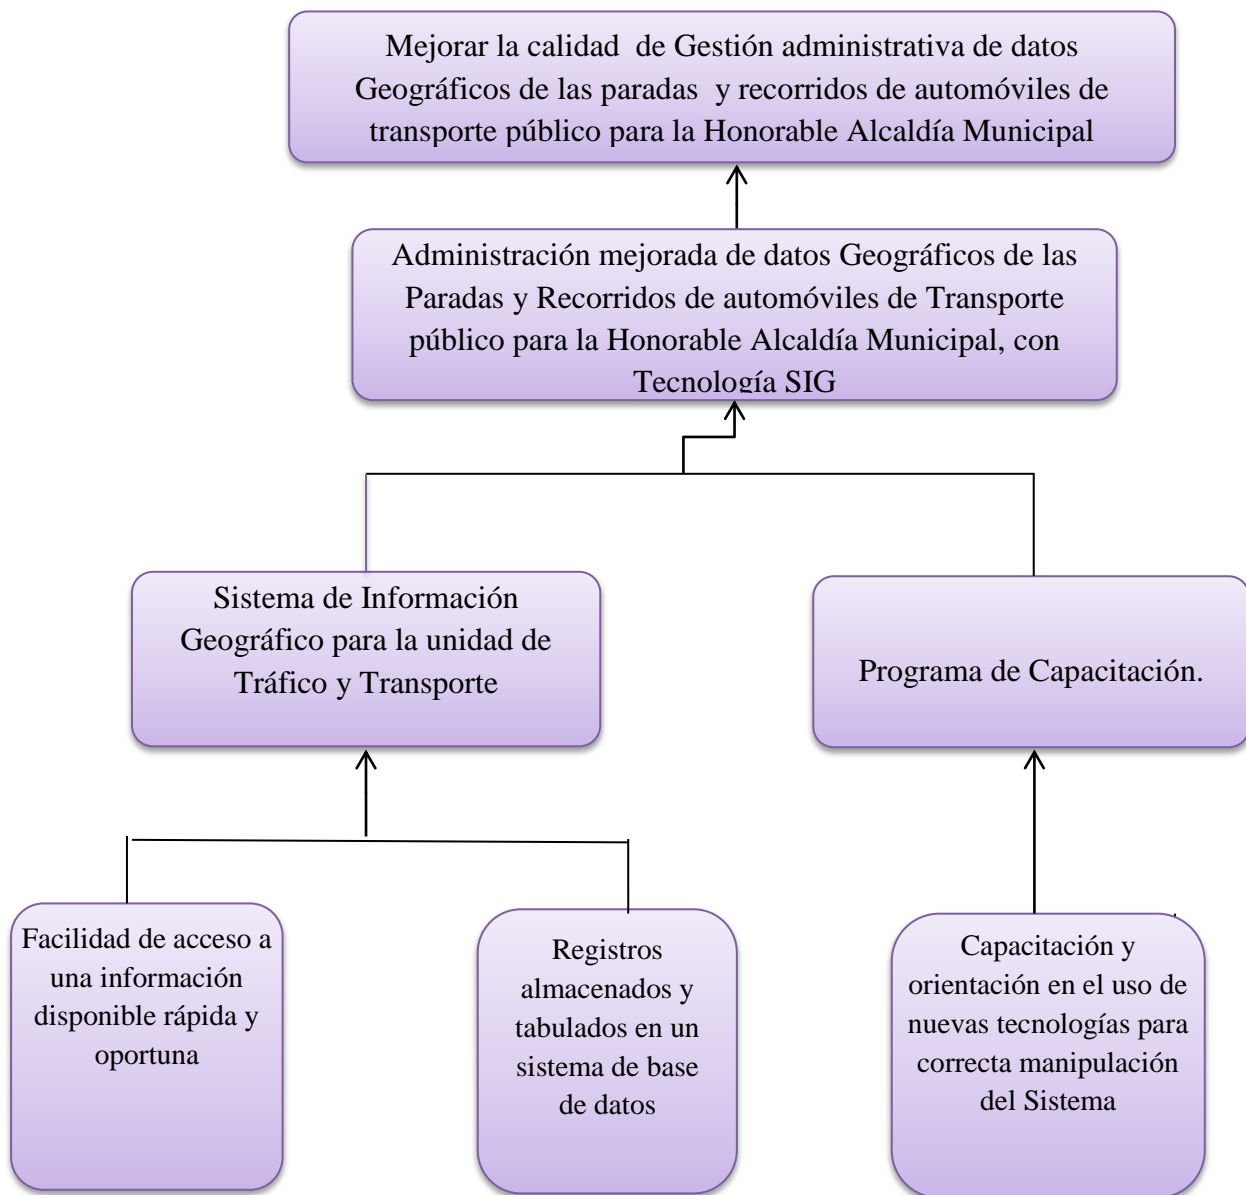 Mejorar la calidad  de Gestión administrativa de datos
Geográficos de las paradas  y recorridos de automóviles de
transporte público para la Honorable Alcaldía Municipal
Administración mejorada de datos Geográficos de las
Paradas y Recorridos de automóviles de Transporte
público para la Honorable Alcaldía Municipal, con
Tecnología SIG
Sistema de Información
Geográfico para la unidad de
Tráfico y Transporte
Programa de Capacitación.
Facilidad de acceso a
una información
disponible rápida y
oportuna
Registros
almacenados y
tabulados en un
sistema de base
de datos
Capacitación y
orientación en el uso de
nuevas tecnologías para
correcta manipulación
del Sistema